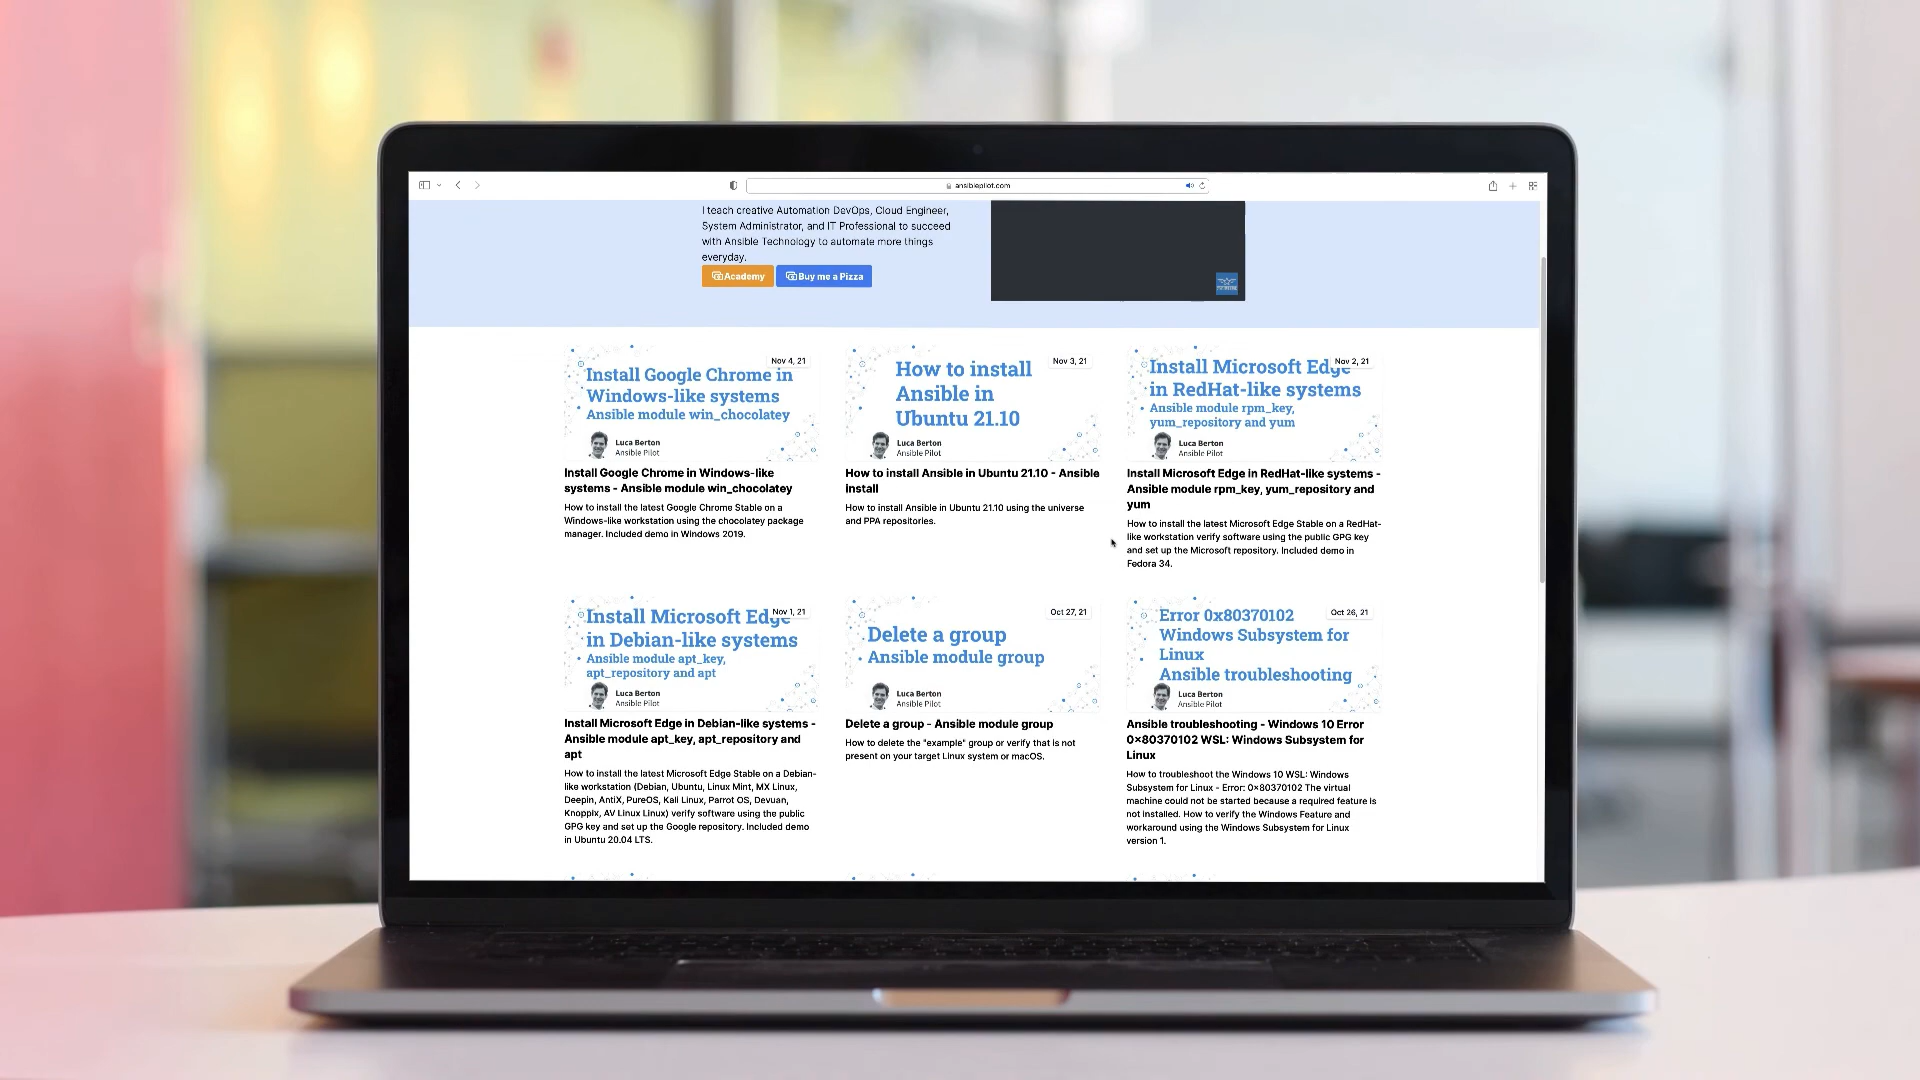 ansiblepilot.com
I teach creative Automation DevOps, Cloud Engineer,
System Administrator, and IT Professional to succeed
with Ansible Technology to automate more things
everyday.
Academy
Buy me a Pizza
Nov 4, 21
Install Google Chrome in
Windows-like systems
Ansible module win_chocolatey
Luca Berton
Ansible Pilot
Install Google Chrome in Windows-like
systems - Ansible module win_chocolatey
How to install the latest Google Chrome Stable on a
Windows-like workstation using the chocolatey package
manager. Included demo in Windows 2019.
Nov 3, 21
How to install
Ansible in
Ubuntu 21.10
Luca Berton
Ansible Pilot
How to install Ansible in Ubuntu 21.10 - Ansible
install
How to install Ansible in Ubuntu 21.10 using the universe
and PPA repositories.
Nov 2, 21
Install Microsoft Edge
in RedHat-like systems
Ansible module rpm_key,
yum_repository and yum
Luca Berton
Ansible Pilot
Install Microsoft Edge in RedHat-like systems -
Ansible module rpm_key, yum_repository and
yum
How to install the latest Microsoft Edge Stable on a RedHat-
like workstation verify software using the public GPG key
and set up the Microsoft repository. Included demo in
Fedora 34.
Nov 1, 21
Install Microsoft Edge
in Debian-like systems
Ansible module apt_key,
apt_repository and apt
Luca Berton
Ansible Pilot
Install Microsoft Edge in Debian-like systems -
Ansible module apt_key, apt_repository and
apt
How to install the latest Microsoft Edge Stable on a Debian-
like workstation (Debian, Ubuntu, Linux Mint, MX Linux,
Deepin, AntiX, PureOS, Kali Linux, Parrot OS, Devuan,
Knoppix, AV Linux Linux) verify software using the public
GPG key and set up the Google repository. Included demo
in Ubuntu 20.04 LTS.
Oct 27, 21
Delete a group
Ansible module group
Luca Berton
Ansible Pilot
Delete a group - Ansible module group
How to delete the "example" group or verify that is not
present on your target Linux system or macOS.
Oct 26, 21
Error 0x80370102
Windows Subsystem for
Linux
Ansible troubleshooting
Luca Berton
Ansible Pilot
Ansible troubleshooting - Windows 10 Error
0x80370102 WSL: Windows Subsystem for
Linux
How to troubleshoot the Windows 10 WSL: Windows
Subsystem for Linux - Error: 0x80370102 The virtual
machine could not be started because a required feature is
not installed. How to verify the Windows Feature and
workaround using the Windows Subsystem for Linux
version 1.